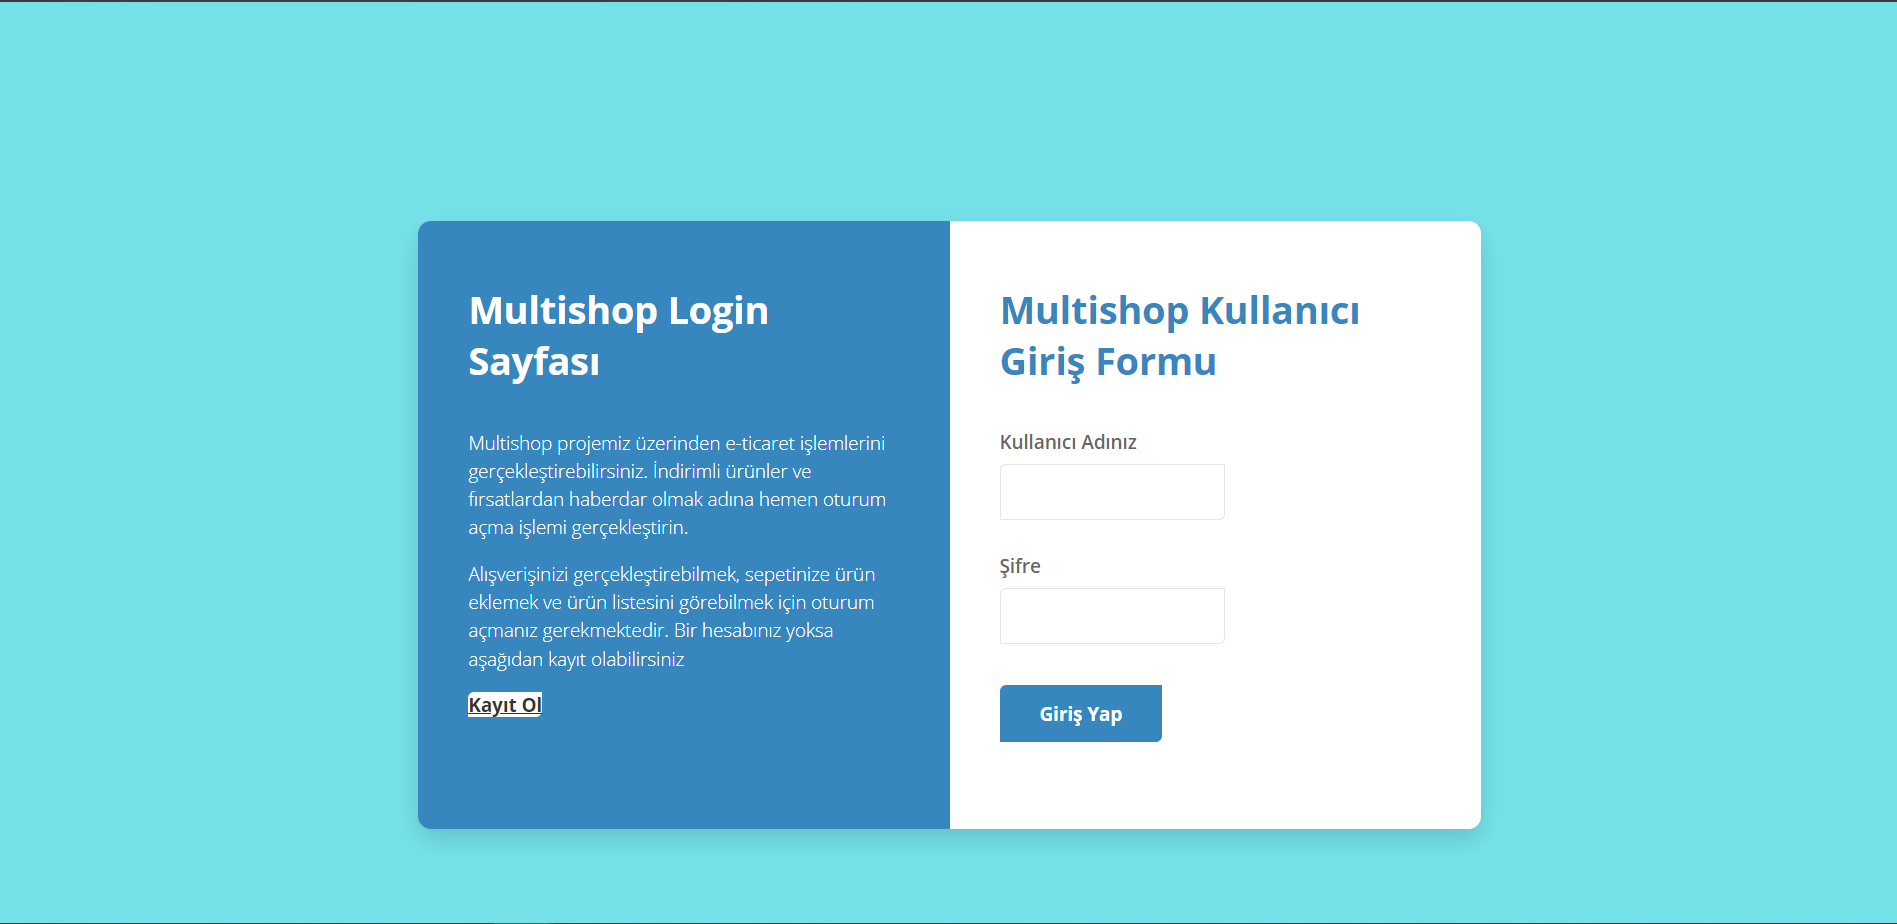 Multishop Login
Sayfası
Multishop projemiz üzerinden e-ticaret işlemlerini
gerçekleştirebilirsiniz. İndirimli ürünler ve
fırsatlardan haberdar olmak adına hemen oturum
açma işlemi gerçekleştirin.
Alışverişinizi gerçekleştirebilmek, sepetinize ürün
eklemek ve ürün listesini görebilmek için oturum
açmanız gerekmektedir. Bir hesabınız yoksa
aşağıdan kayıt olabilirsiniz
Kayıt Ol
Multishop Kullanıcı
Giriş Formu
Kullanıcı Adınız
Şifre
Giriş Yap